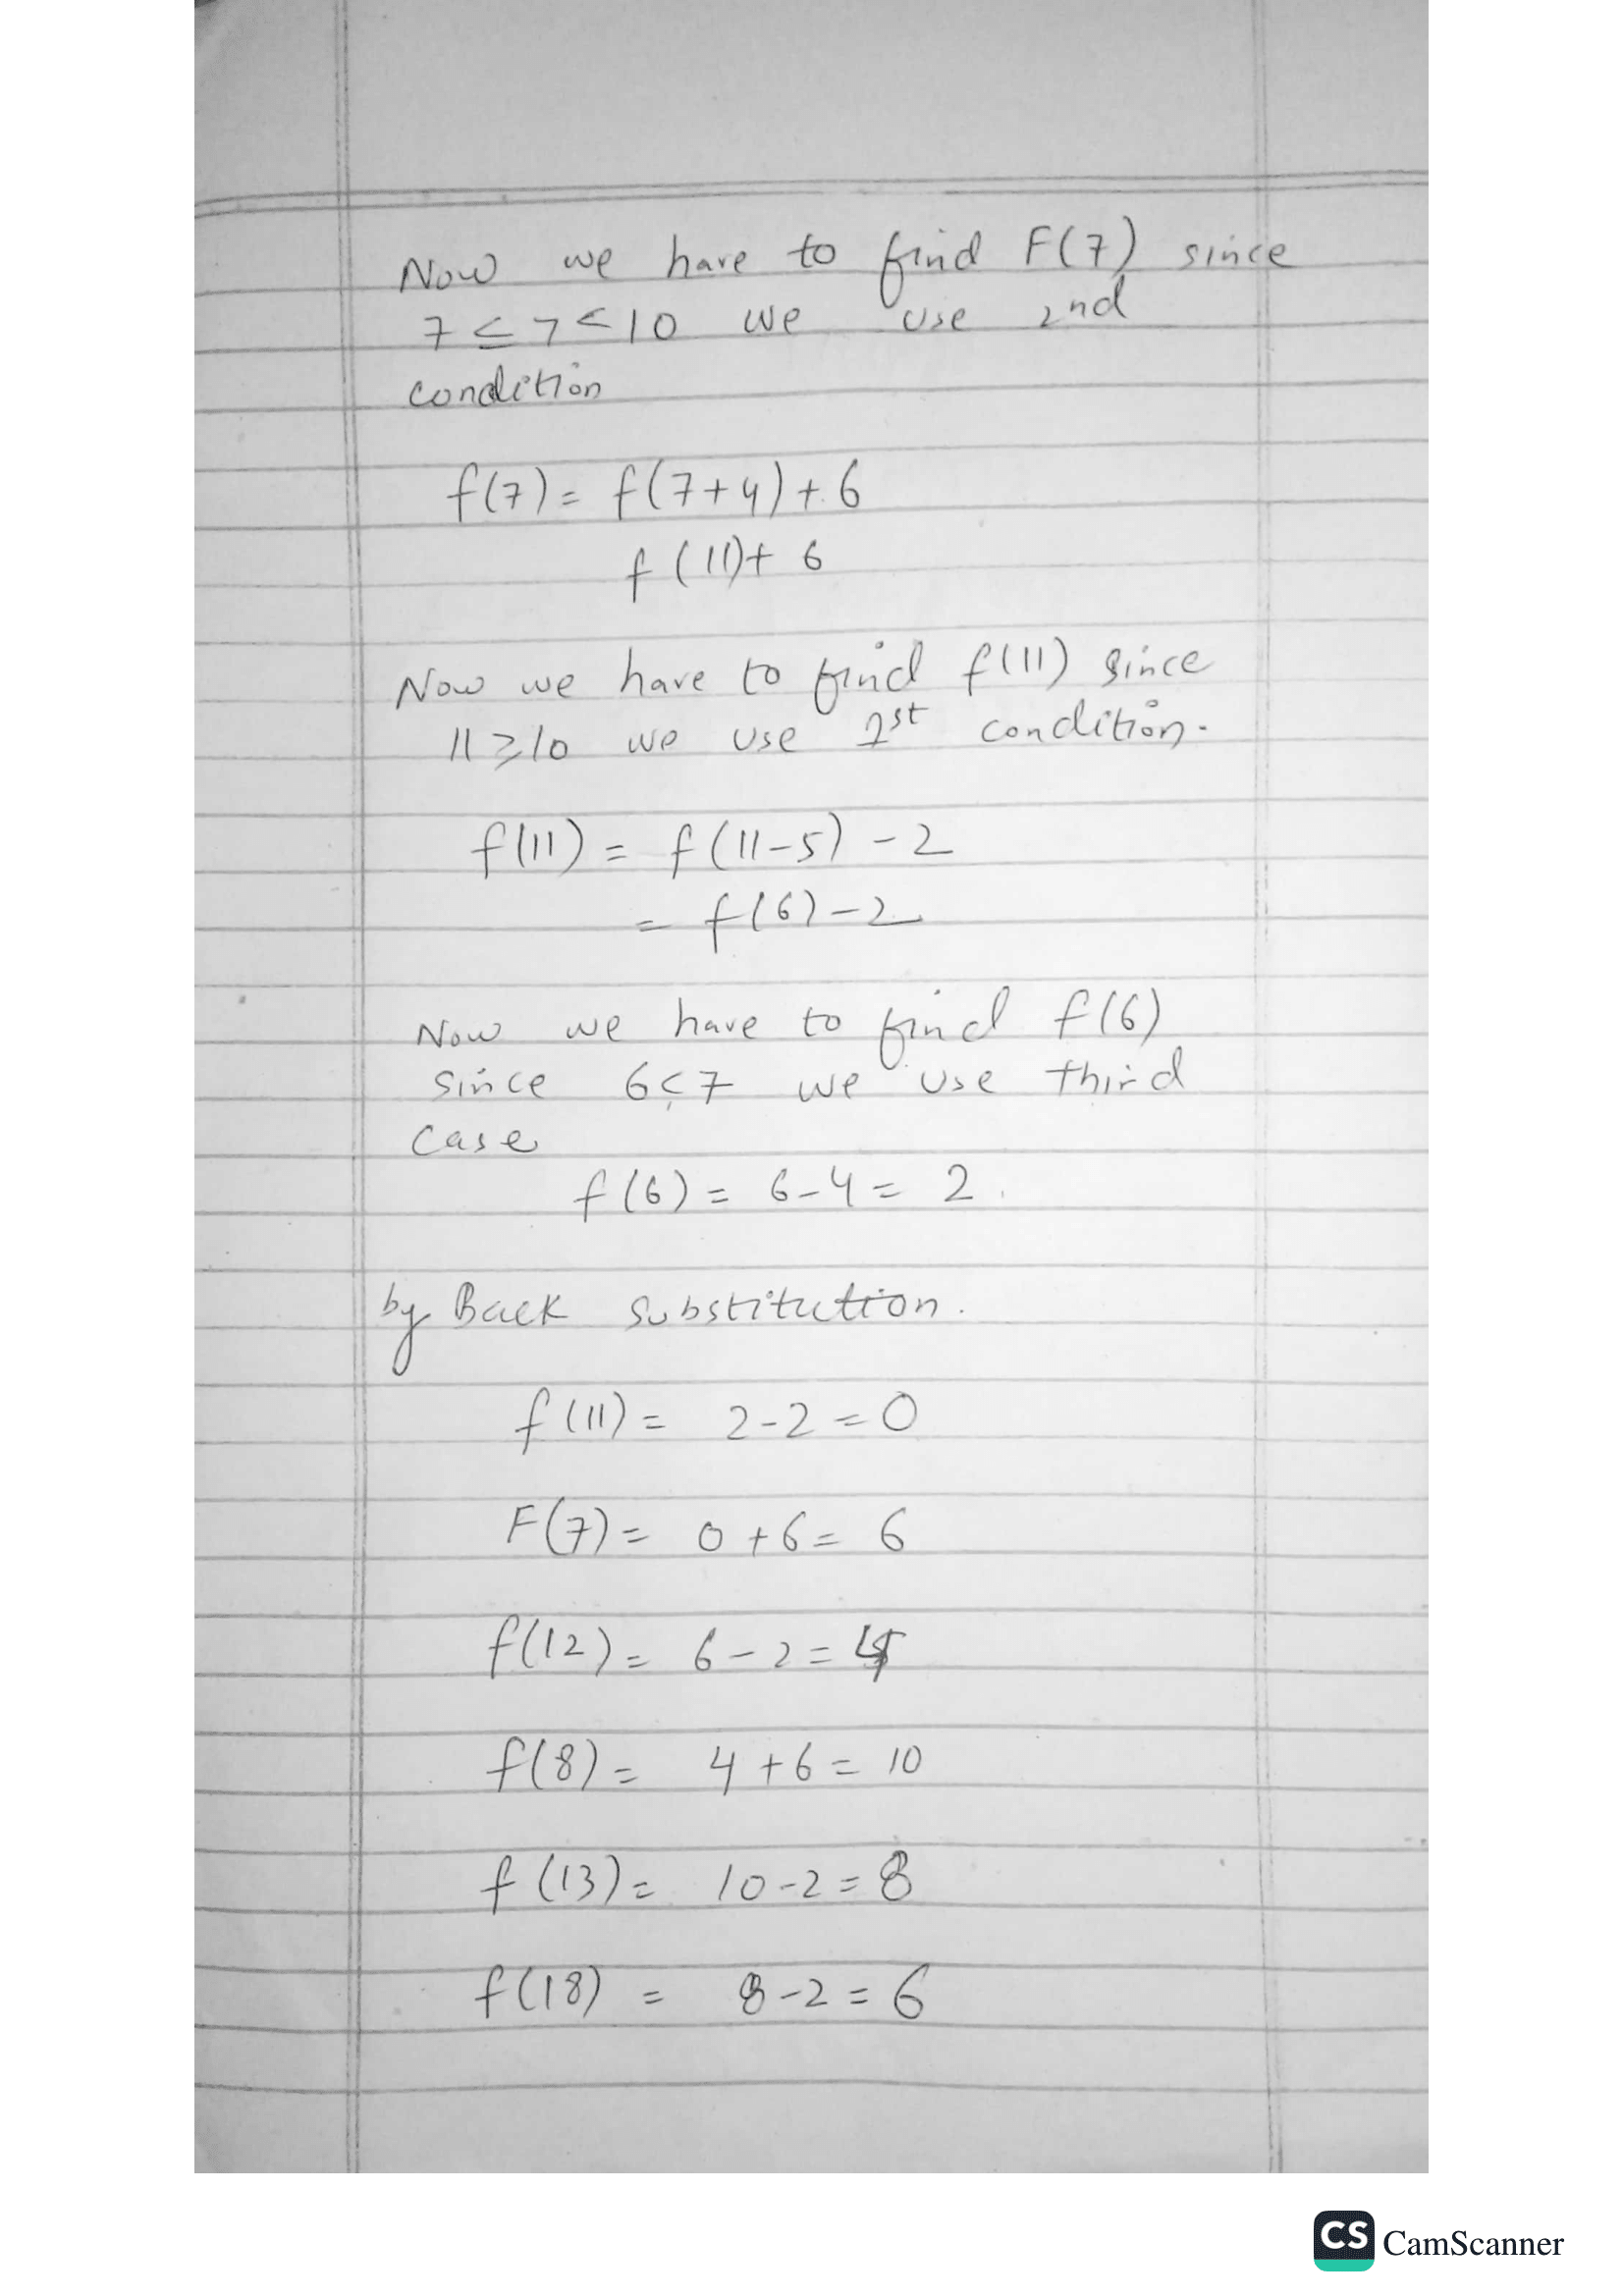 Now we have to find F(7) since
7 ≤ 7 < 10 we use 2nd
condition
f(7) = f(7+4) + 6
f(11) + 6
Now we have to find f(11) since
11 ≥ 10 we use 1st condition.
f(11) = f(11-5) - 2
= f(6) - 2
Now we have to find f(6)
since 6 < 7 we use third
case
f(6) = 6 - 4 = 2.
by Back substitution.
f(11) = 2 - 2 = 0
F(7) = 0 + 6 = 6
f(12) = 6 - 2 = 4
f(8) = 4 + 6 = 10
f(13) = 10 - 2 = 8
f(18) = 8 - 2 = 6
CS CamScanner